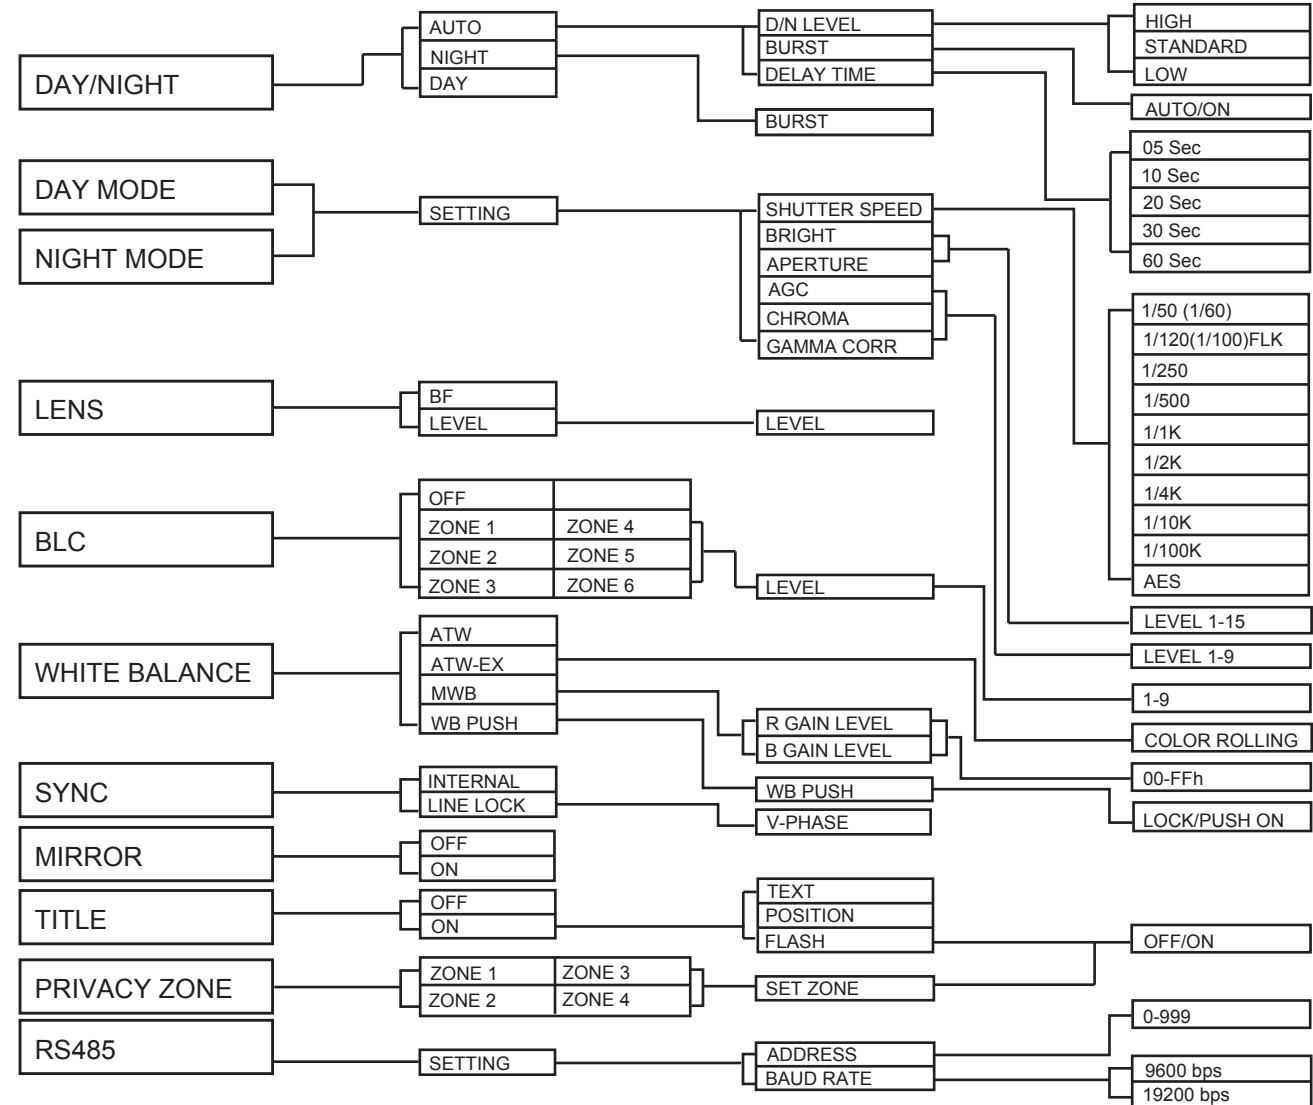 DAY/NIGHT
AUTO
NIGHT
DAY
D/N LEVEL
BURST
DELAY TIME
BURST
HIGH
STANDARD
LOW
AUTO/ON
05 Sec
10 Sec
20 Sec
30 Sec
60 Sec
DAY MODE
NIGHT MODE
SETTING
SHUTTER SPEED
BRIGHT
APERTURE
AGC
CHROMA
GAMMA CORR
1/50 (1/60)
1/120(1/100)FLK
1/250
1/500
1/1K
1/2K
1/4K
1/10K
1/100K
AES
LEVEL 1-15
LEVEL 1-9
LENS
BF
LEVEL
LEVEL
BLC
OFF
ZONE 1 ZONE 4
ZONE 2 ZONE 5
ZONE 3 ZONE 6
LEVEL
1-9
WHITE BALANCE
ATW
ATW-EX
MWB
WB PUSH
R GAIN LEVEL
B GAIN LEVEL
WB PUSH
COLOR ROLLING
00-FFh
LOCK/PUSH ON
SYNC
INTERNAL
LINE LOCK
V-PHASE
MIRROR
OFF
ON
TITLE
OFF
ON
TEXT
POSITION
FLASH
OFF/ON
PRIVACY ZONE
ZONE 1 ZONE 3
ZONE 2 ZONE 4
SET ZONE
RS485
SETTING
ADDRESS
BAUD RATE
0-999
9600 bps
19200 bps